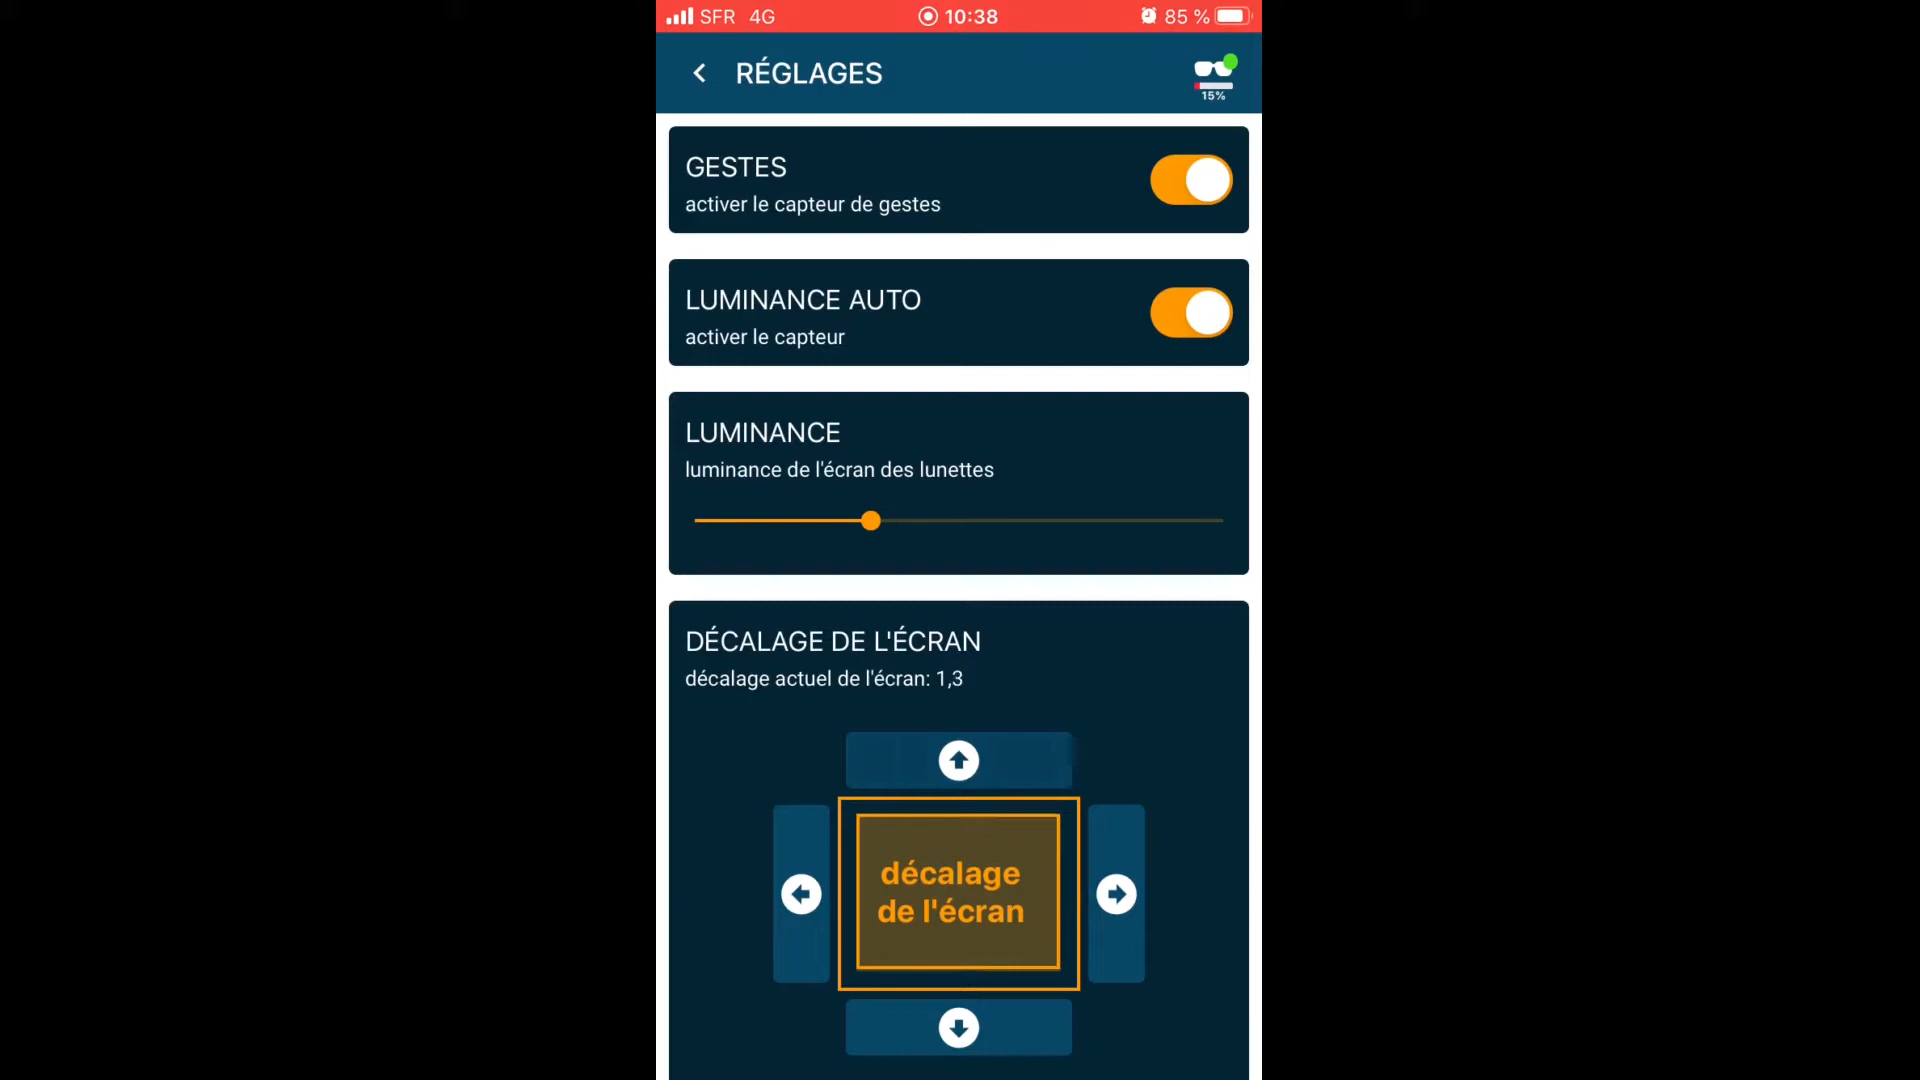 SFR 4G 10:38 85 %
RÉGLAGES
15%
GESTES
activer le capteur de gestes
LUMINANCE AUTO
activer le capteur
LUMINANCE
luminance de l'écran des lunettes
DÉCALAGE DE L'ÉCRAN
décalage actuel de l'écran: 1,3
décalage
de l'écran